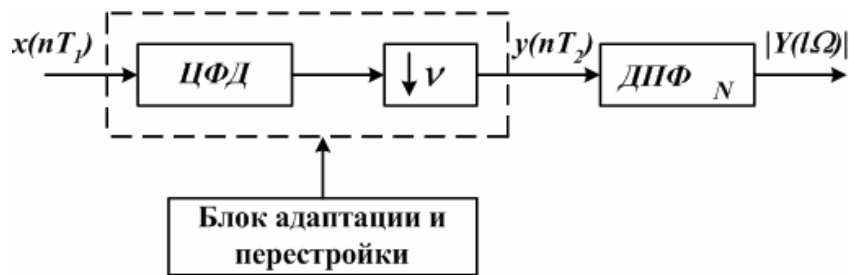 x(nT₁)
ЦФД
↓ν
y(nT₂)
ДПФ N
|Y(lΩ)|
Блок адаптации и
перестройки